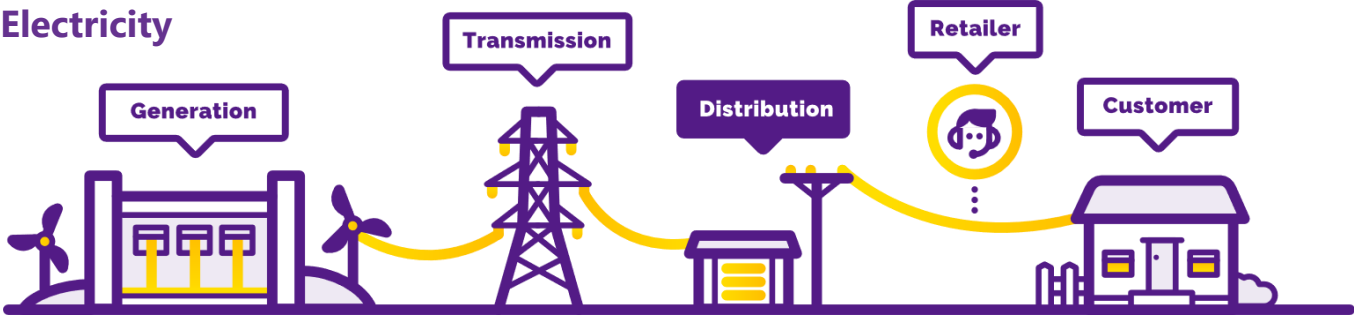 Electricity
Generation
Transmission
Distribution
Retailer
Customer